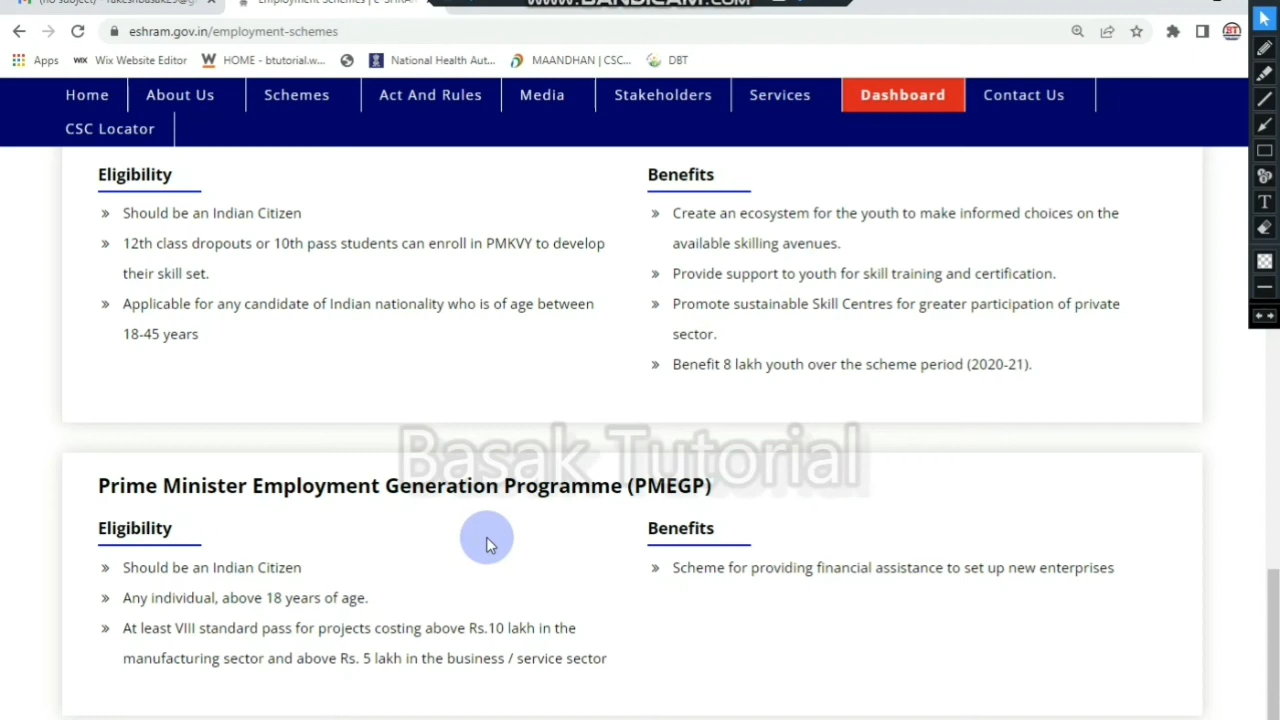 (no subject) - rakeshbasak25@g
Employment Schemes | e-SHRAM
www.BANDICAM.com
eshram.gov.in/employment-schemes
Apps Wix Website Editor HOME - btutorial.w... National Health Aut... MAANDHAN | CSC... DBT
Home About Us Schemes Act And Rules Media Stakeholders Services Dashboard Contact Us
CSC Locator
Eligibility
Should be an Indian Citizen
12th class dropouts or 10th pass students can enroll in PMKVY to develop
their skill set.
Applicable for any candidate of Indian nationality who is of age between
18-45 years
Benefits
Create an ecosystem for the youth to make informed choices on the
available skilling avenues.
Provide support to youth for skill training and certification.
Promote sustainable Skill Centres for greater participation of private
sector.
Benefit 8 lakh youth over the scheme period (2020-21).
Basak Tutorial
Prime Minister Employment Generation Programme (PMEGP)
Eligibility
Should be an Indian Citizen
Any individual, above 18 years of age.
At least VIII standard pass for projects costing above Rs.10 lakh in the
manufacturing sector and above Rs. 5 lakh in the business / service sector
Benefits
Scheme for providing financial assistance to set up new enterprises